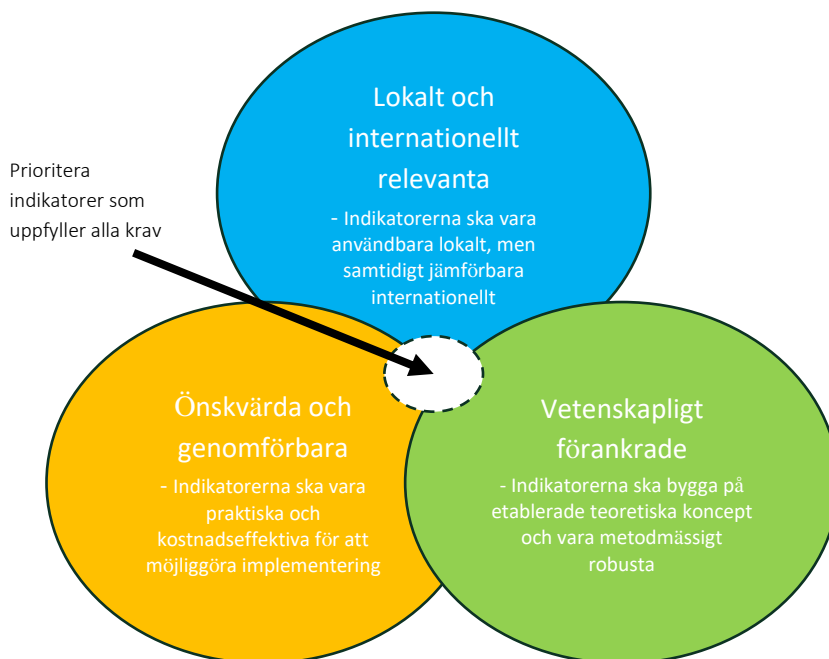 Lokalt och
internationellt
relevanta
- Indikatorerna ska vara
användbara lokalt, men
samtidigt jämförbara
internationellt
Prioritera
indikatorer som
uppfyller alla krav
Önskvärda och
genomförbara
- Indikatorerna ska vara
praktiska och
kostnadseffektiva för att
möjliggöra implementering
Vetenskapligt
förankrade
- Indikatorerna ska bygga på
etablerade teoretiska koncept
och vara metodmässigt
robusta